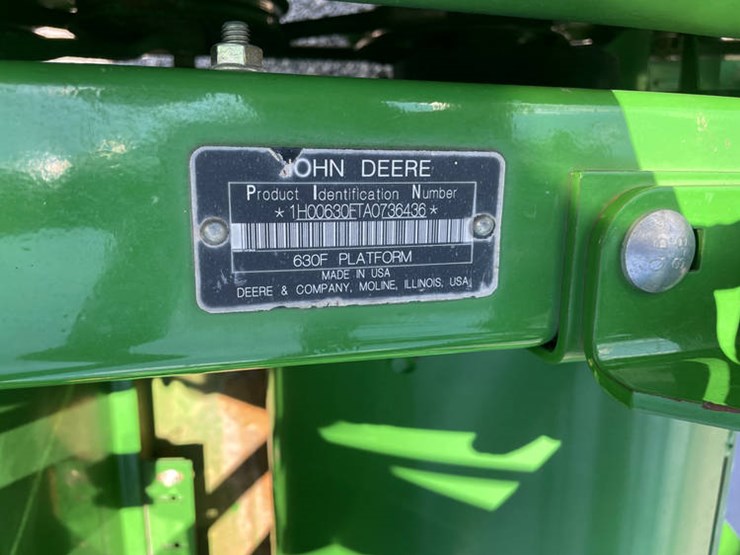 JOHN DEERE
Product Identification Number
*1H00630FTA0736436*
630F PLATFORM
MADE IN USA
DEERE & COMPANY, MOLINE, ILLINOIS, USA